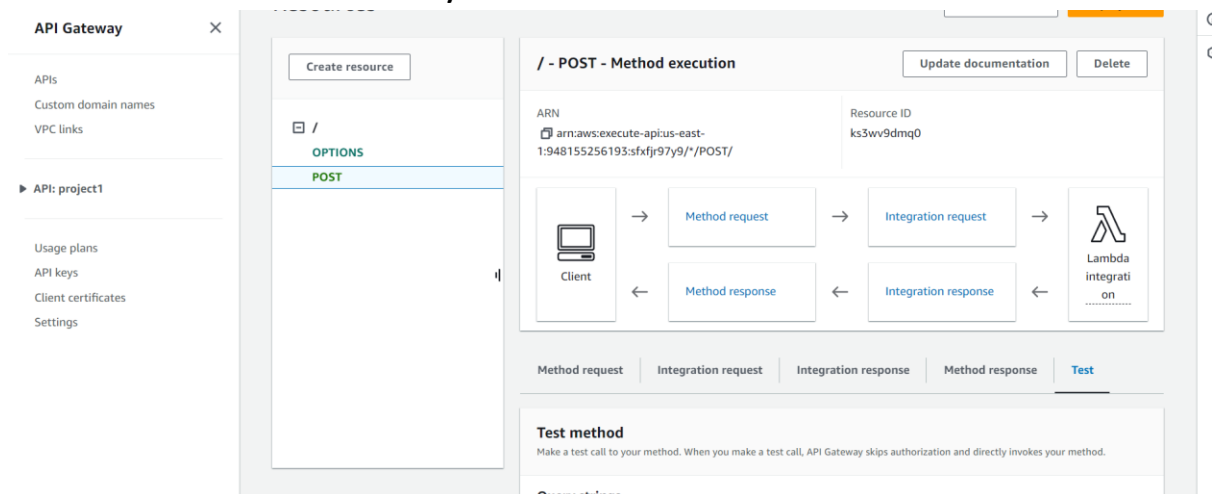 API Gateway
APIs
Custom domain names
VPC links
API: project1
Usage plans
API keys
Client certificates
Settings
Resources
Create resource
/
OPTIONS
POST
/ - POST - Method execution
Update documentation
Delete
ARN
arn:aws:execute-api:us-east-
1:948155256193:sfxfjr97y9/*/POST/
Resource ID
ks3wv9dmq0
Client
Method request
Integration request
Method response
Integration response
Lambda
integrati
on
Method request
Integration request
Integration response
Method response
Test
Test method
Make a test call to your method. When you make a test call, API Gateway skips authorization and directly invokes your method.
Query strings